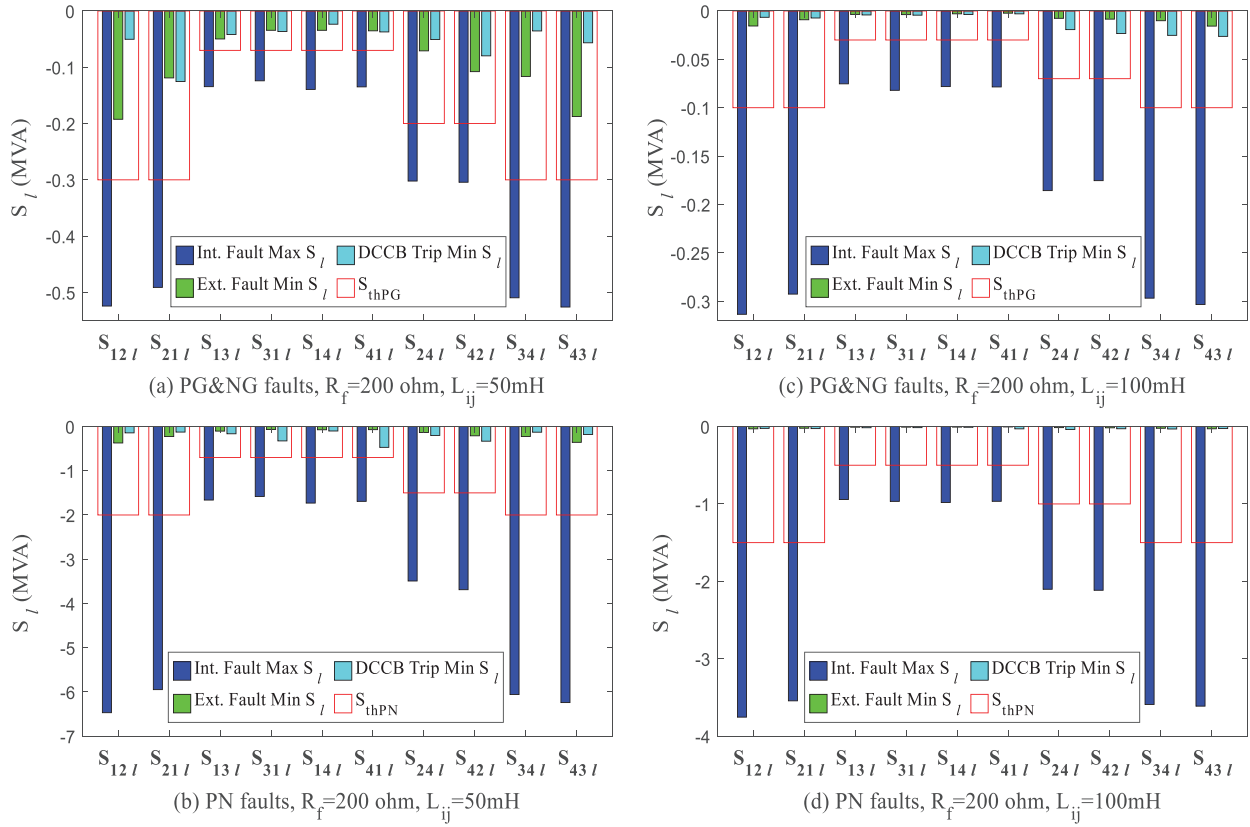 0
-0.1
-0.2
-0.3
-0.4
-0.5
S l (MVA)
Int. Fault Max S l
DCCB Trip Min S l
Ext. Fault Min S l
S thPG
S12 l S21 l S13 l S31 l S14 l S41 l S24 l S42 l S34 l S43 l
(a) PG&NG faults, Rf=200 ohm, Lij=50mH
0
-0.05
-0.1
-0.15
-0.2
-0.25
-0.3
S l (MVA)
Int. Fault Max S l
DCCB Trip Min S l
Ext. Fault Min S l
S thPG
S12 l S21 l S13 l S31 l S14 l S41 l S24 l S42 l S34 l S43 l
(c) PG&NG faults, Rf=200 ohm, Lij=100mH
0
-1
-2
-3
-4
-5
-6
-7
S l (MVA)
Int. Fault Max S l
DCCB Trip Min S l
Ext. Fault Min S l
S thPN
S12 l S21 l S13 l S31 l S14 l S41 l S24 l S42 l S34 l S43 l
(b) PN faults, Rf=200 ohm, Lij=50mH
0
-1
-2
-3
-4
S l (MVA)
Int. Fault Max S l
DCCB Trip Min S l
Ext. Fault Min S l
S thPN
S12 l S21 l S13 l S31 l S14 l S41 l S24 l S42 l S34 l S43 l
(d) PN faults, Rf=200 ohm, Lij=100mH